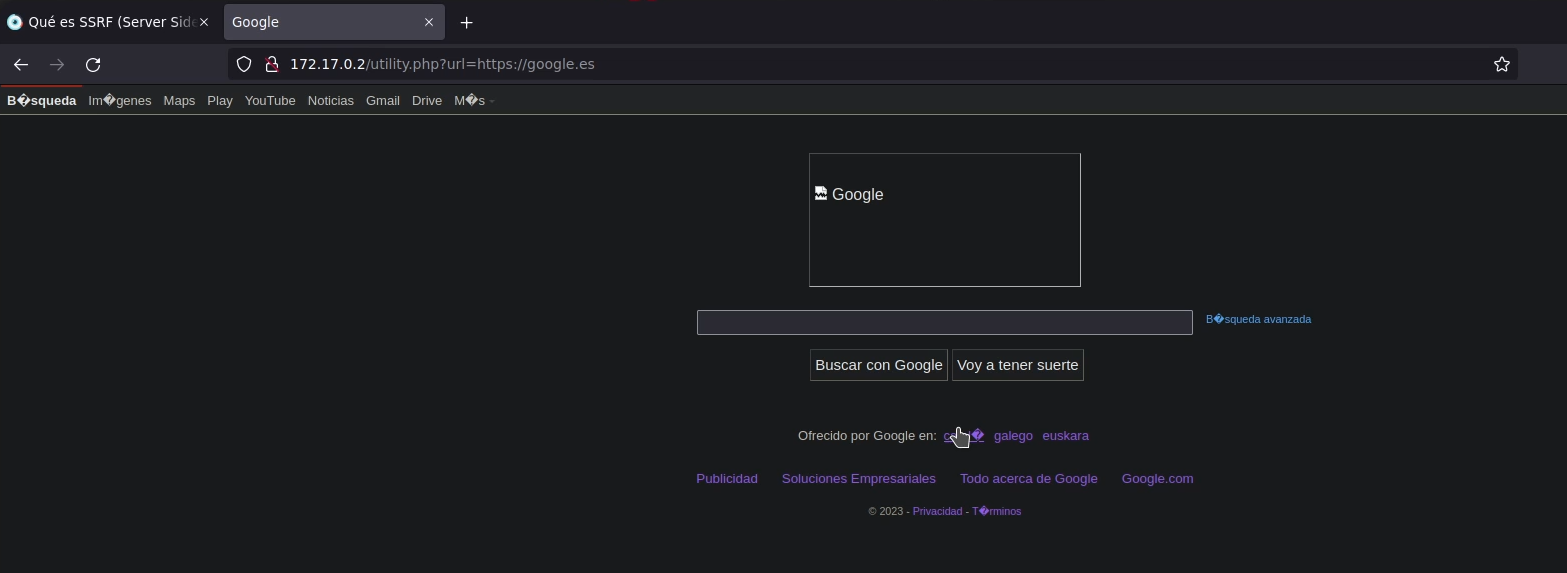 Qué es SSRF (Server Side
Google
172.17.0.2/utility.php?url=https://google.es
B�squeda Im�genes Maps Play YouTube Noticias Gmail Drive M�s
Google
B�squeda avanzada
Buscar con Google Voy a tener suerte
Ofrecido por Google en: galego euskara
Publicidad Soluciones Empresariales Todo acerca de Google Google.com
© 2023 - Privacidad - T�rminos